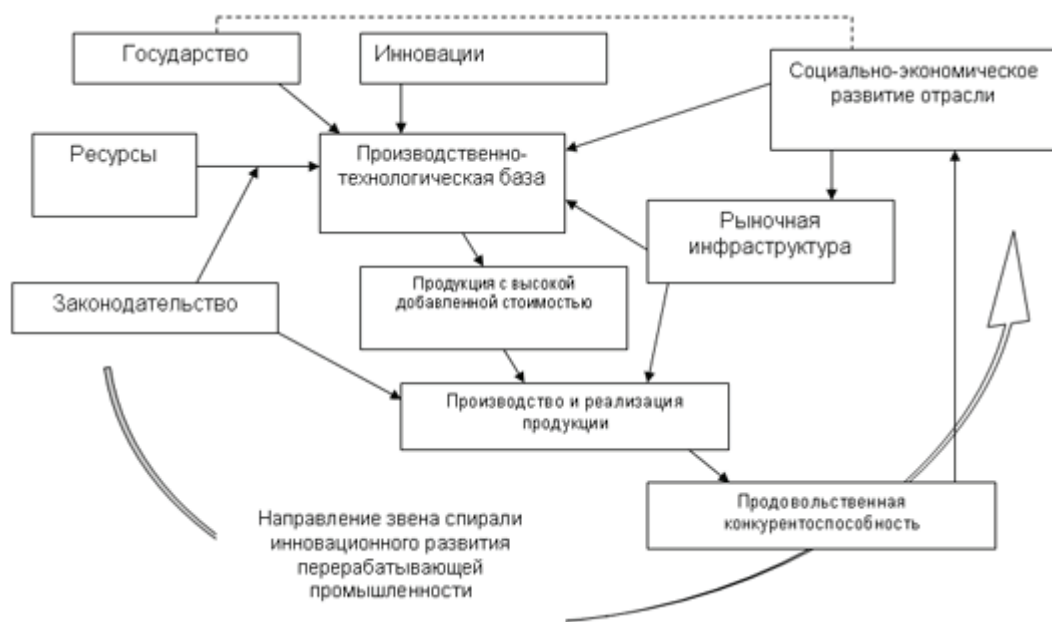 Государство
Инновации
Социально-экономическое
развитие отрасли
Ресурсы
Производственно-
технологическая база
Рыночная
инфраструктура
Законодательство
Продукция с высокой
добавленной стоимостью
Производство и реализация
продукции
Продовольственная
конкурентоспособность
Направление звена спирали
инновационного развития
перерабатывающей
промышленности